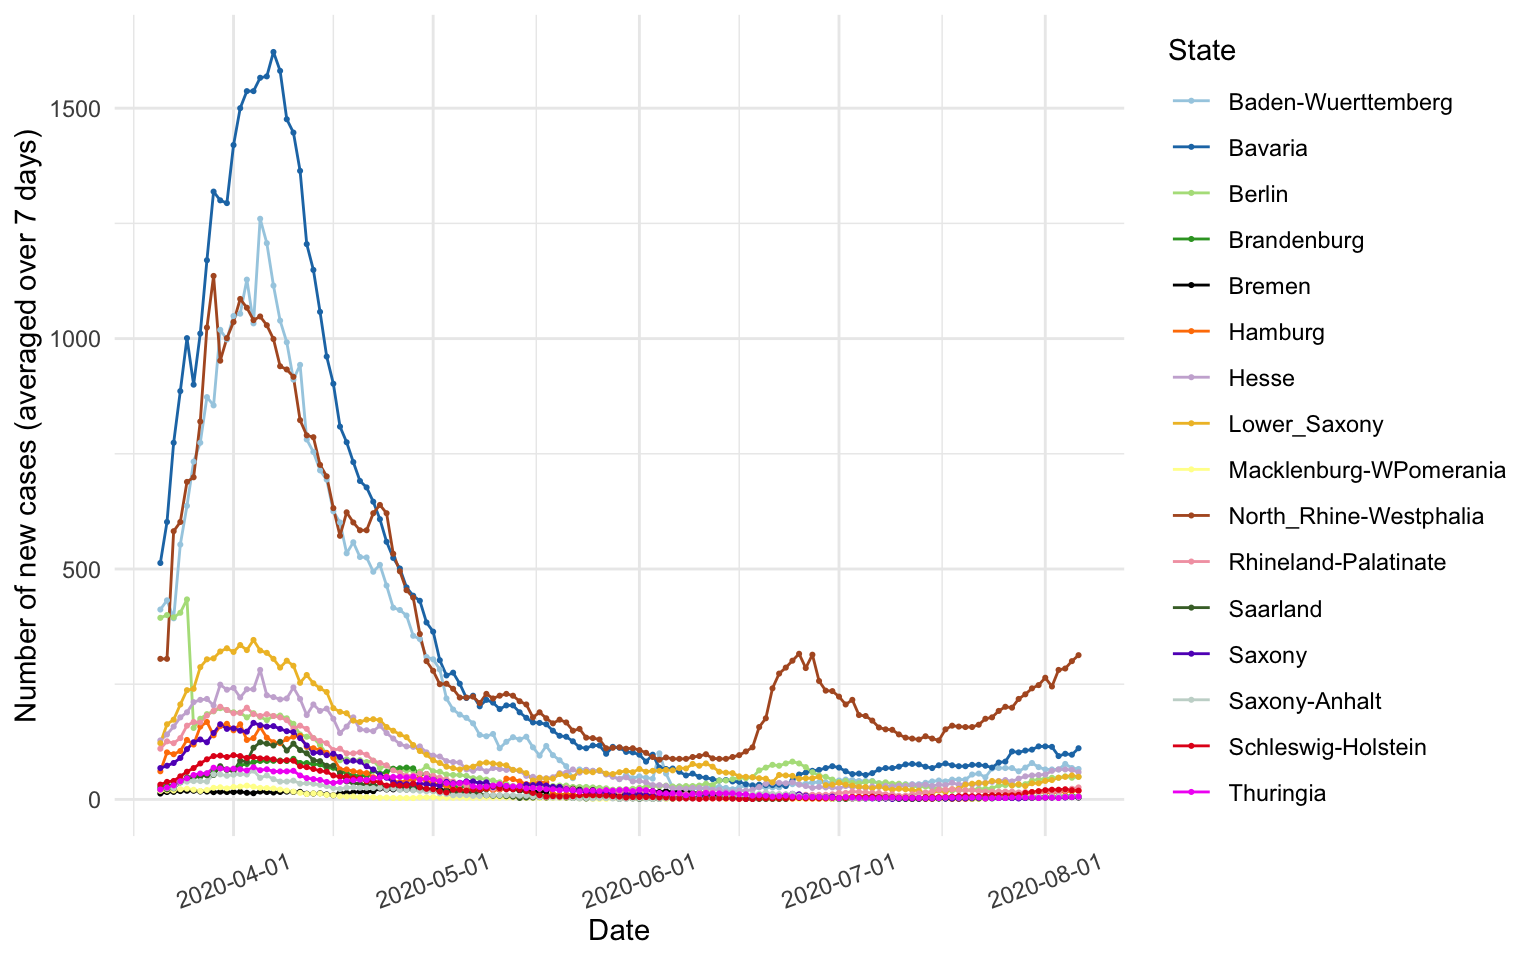 Number of new cases (averaged over 7 days)
1500
1000
500
0
2020-04-01
2020-05-01
2020-06-01
2020-07-01
2020-08-01
Date
State
Baden-Wuerttemberg
Bavaria
Berlin
Brandenburg
Bremen
Hamburg
Hesse
Lower_Saxony
Macklenburg-WPomerania
North_Rhine-Westphalia
Rhineland-Palatinate
Saarland
Saxony
Saxony-Anhalt
Schleswig-Holstein
Thuringia